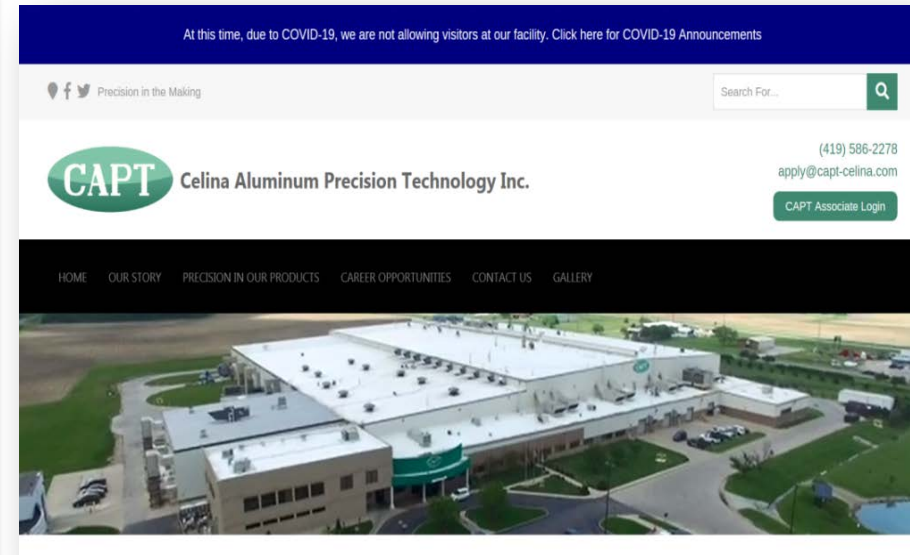 At this time, due to COVID-19, we are not allowing visitors at our facility. Click here for COVID-19 Announcements
Precision in the Making
Search For...
CAPT Celina Aluminum Precision Technology Inc.
(419) 586-2278
apply@capt-celina.com
CAPT Associate Login
HOME OUR STORY PRECISION IN OUR PRODUCTS CAREER OPPORTUNITIES CONTACT US GALLERY